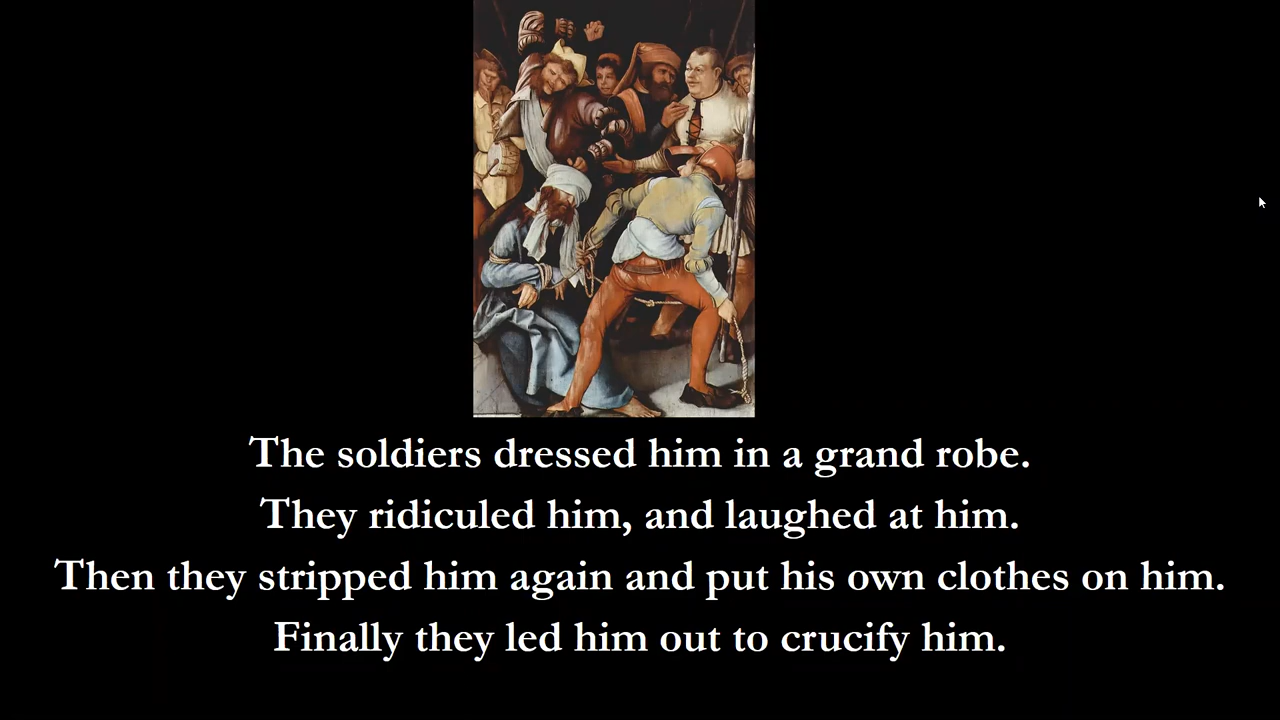 The soldiers dressed him in a grand robe.
They ridiculed him, and laughed at him.
Then they stripped him again and put his own clothes on him.
Finally they led him out to crucify him.